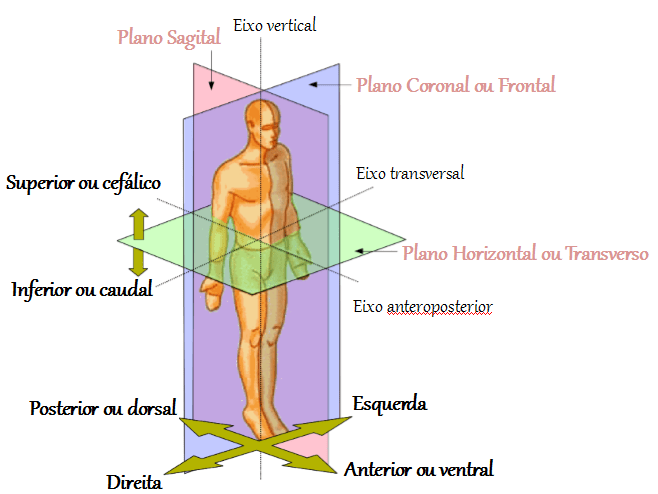 Eixo vertical
Plano Sagital
Plano Coronal ou Frontal
Eixo transversal
Superior ou cefálico
Plano Horizontal ou Transverso
Inferior ou caudal
Eixo anteroposterior
Posterior ou dorsal
Esquerda
Direita
Anterior ou ventral